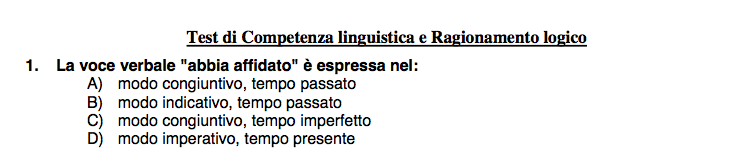 Test di Competenza linguistica e Ragionamento logico
1. La voce verbale "abbia affidato" è espressa nel:
A) modo congiuntivo, tempo passato
B) modo indicativo, tempo passato
C) modo congiuntivo, tempo imperfetto
D) modo imperativo, tempo presente